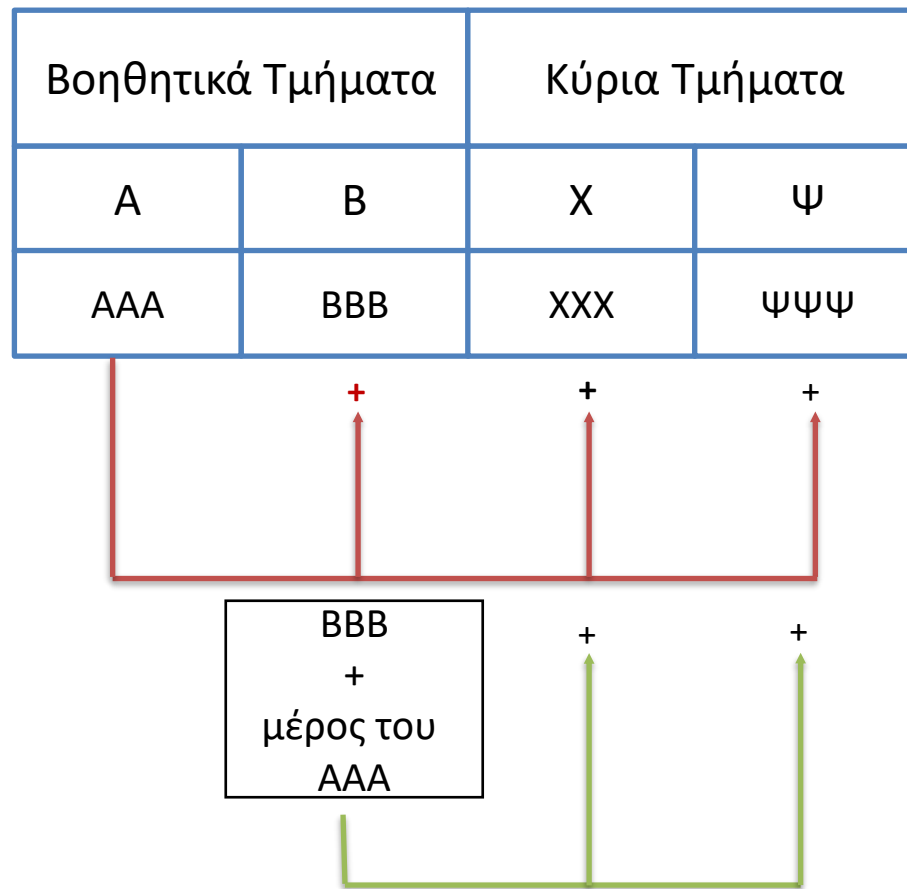 Βοηθητικά Τμήματα Κύρια Τμήματα
Α Β Χ Ψ
ΑΑΑ ΒΒΒ ΧΧΧ ΨΨΨ
+ + +
ΒΒΒ
+
μέρος του
ΑΑΑ
+ +